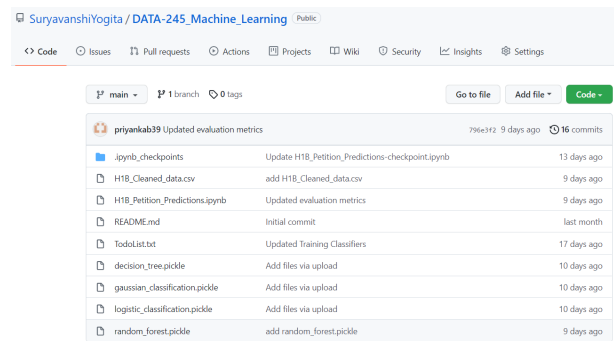 SuryavanshiYogita / DATA-245_Machine_Learning Public
Code Issues Pull requests Actions Projects Wiki Security Insights Settings
main 1 branch 0 tags Go to file Add file Code
priyankab39 Updated evaluation metrics 796e3f2 9 days ago 16 commits
.ipynb_checkpoints Update H1B_Petition_Predictions-checkpoint.ipynb 13 days ago
H1B_Cleaned_data.csv add H1B_Cleaned_data.csv 9 days ago
H1B_Petition_Predictions.ipynb Updated evaluation metrics 9 days ago
README.md Initial commit last month
TodoList.txt Updated Training Classifiers 17 days ago
decision_tree.pickle Add files via upload 10 days ago
gaussian_classification.pickle Add files via upload 10 days ago
logistic_classification.pickle Add files via upload 10 days ago
random_forest.pickle add random_forest.pickle 9 days ago